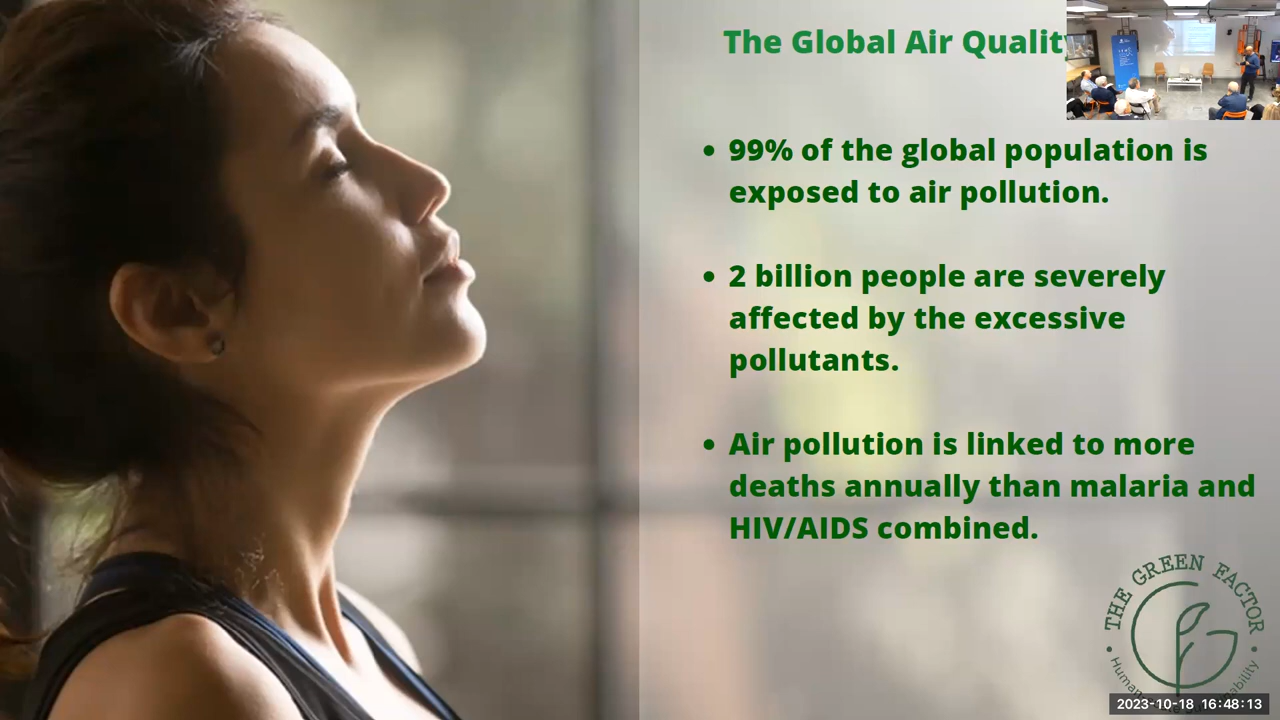 The Global Air Quality
• 99% of the global population is
exposed to air pollution.
• 2 billion people are severely
affected by the excessive
pollutants.
• Air pollution is linked to more
deaths annually than malaria and
HIV/AIDS combined.
THE GREEN FACTOR
2023-10-18 16:48:13